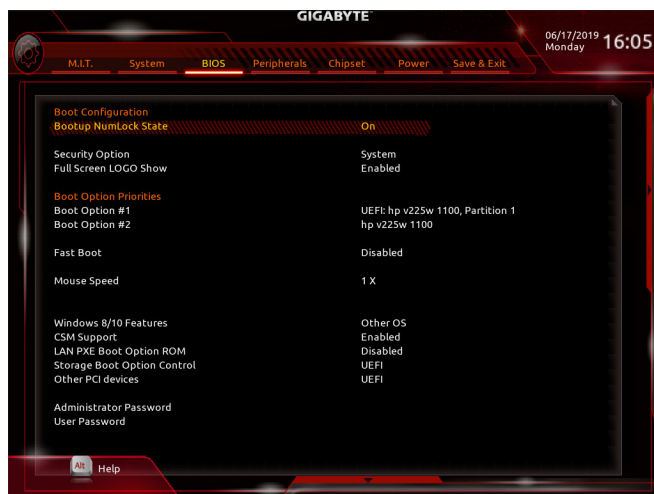 GIGABYTE™
06/17/2019 Monday 16:05
M.I.T. System BIOS Peripherals Chipset Power Save & Exit
Boot Configuration
Bootup NumLock State On
Security Option System
Full Screen LOGO Show Enabled
Boot Option Priorities
Boot Option #1 UEFI: hp v225w 1100, Partition 1
Boot Option #2 hp v225w 1100
Fast Boot Disabled
Mouse Speed 1 X
Windows 8/10 Features Other OS
CSM Support Enabled
LAN PXE Boot Option ROM Disabled
Storage Boot Option Control UEFI
Other PCI devices UEFI
Administrator Password
User Password
Alt Help